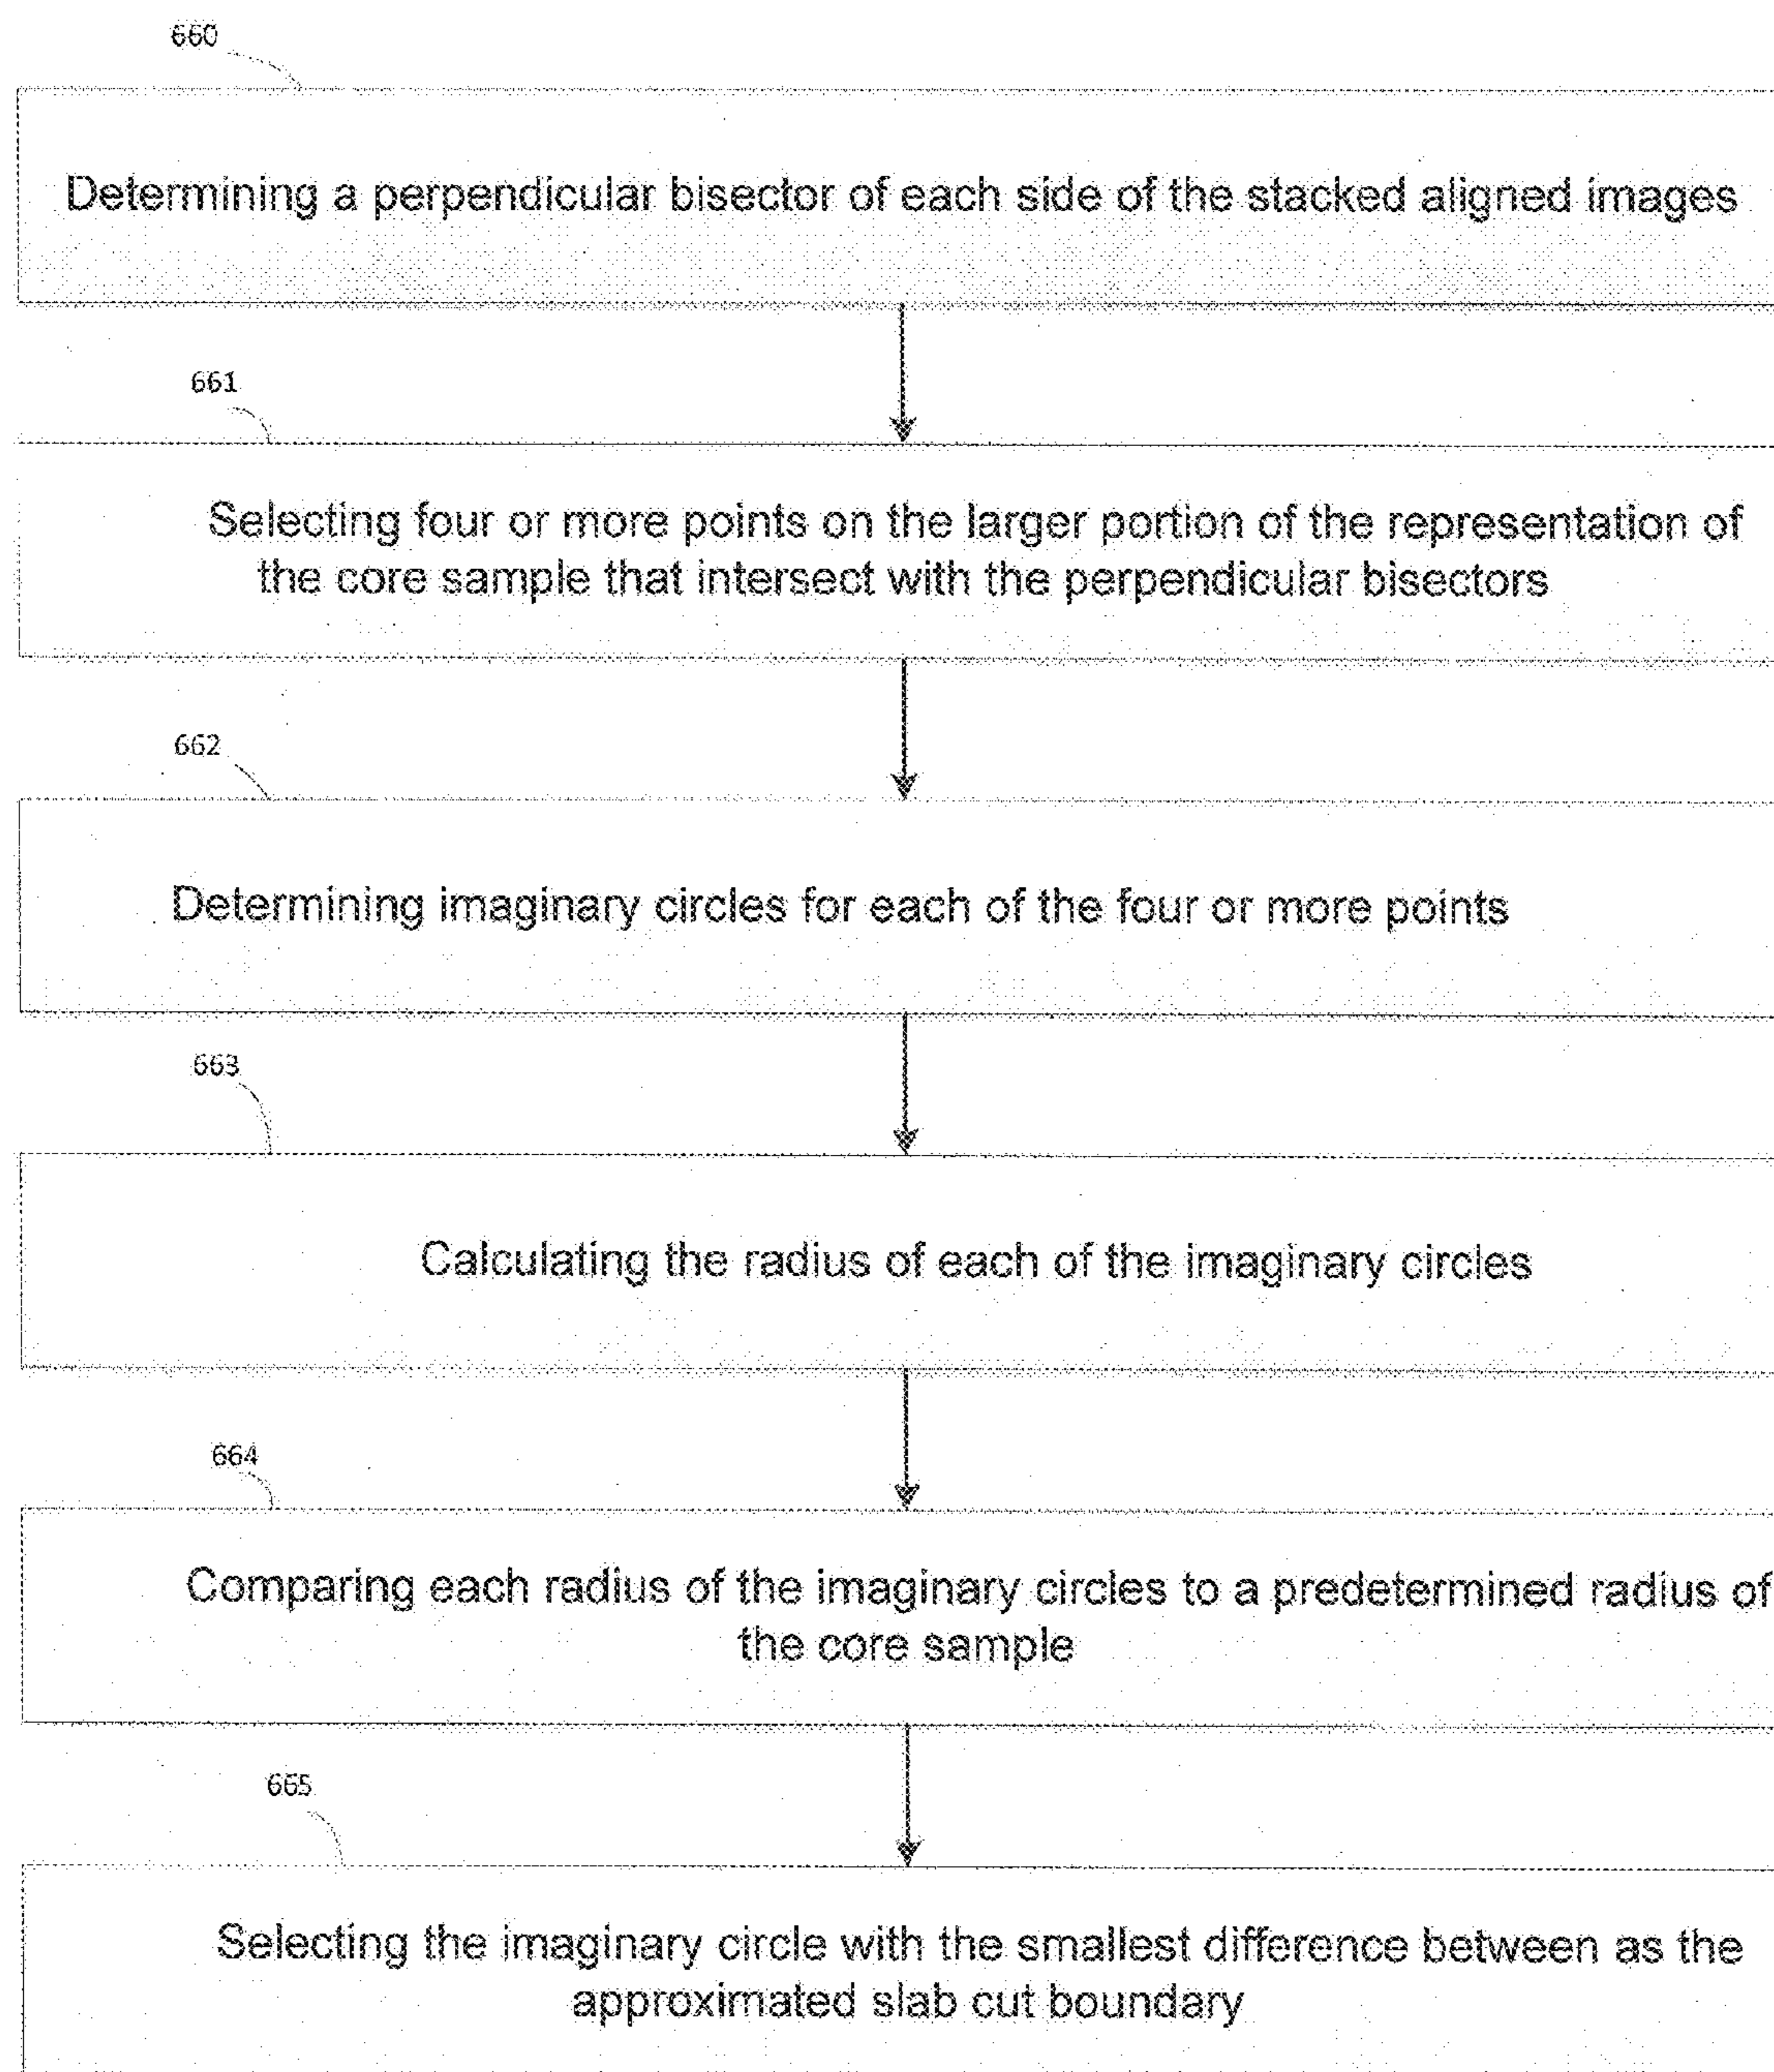 660
Determining a perpendicular bisector of each side of the stacked aligned images
661
Selecting four or more points on the larger portion of the representation of
the core sample that intersect with the perpendicular bisectors
662
Determining imaginary circles for each of the four or more points
663
Calculating the radius of each of the imaginary circles
664
Comparing each radius of the imaginary circles to a predetermined radius of
the core sample
665
Selecting the imaginary circle with the smallest difference between as the
approximated slab cut boundary